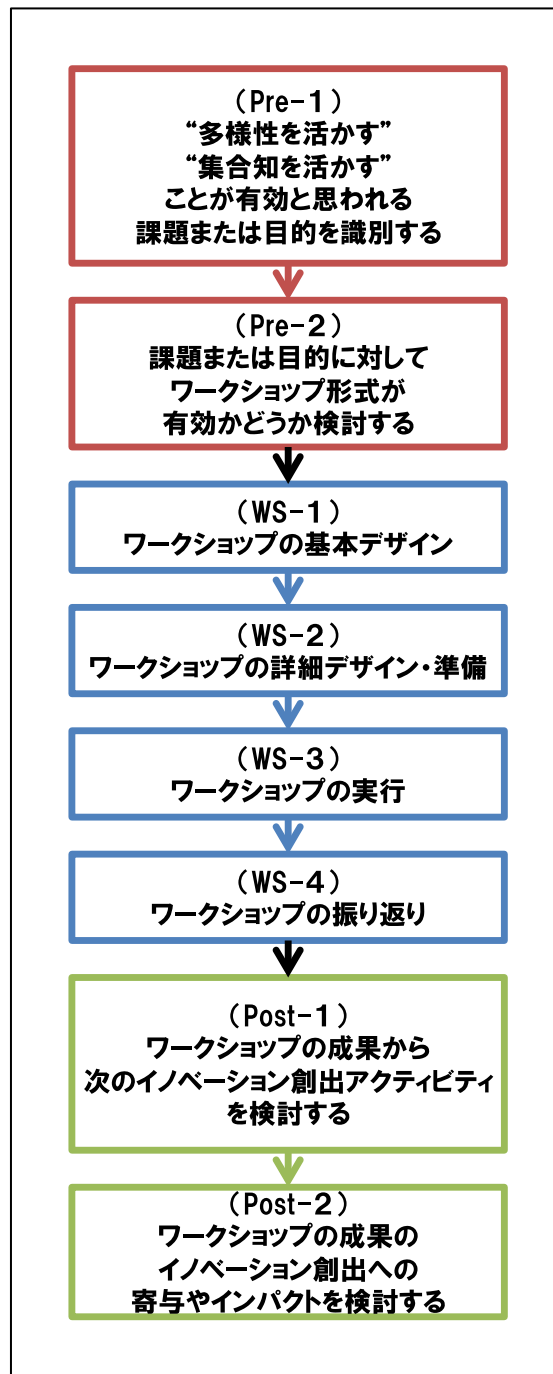 （Pre-１）
“多様性を活かす”
“集合知を活かす”
ことが有効と思われる
課題または目的を識別する
（Pre-２）
課題または目的に対して
ワークショップ形式が
有効かどうか検討する
（WS-１）
ワークショップの基本デザイン
（WS-２）
ワークショップの詳細デザイン・準備
（WS-３）
ワークショップの実行
（WS-４）
ワークショップの振り返り
（Post-１）
ワークショップの成果から
次のイノベーション創出アクティビティ
を検討する
（Post-２）
ワークショップの成果の
イノベーション創出への
寄与やインパクトを検討する